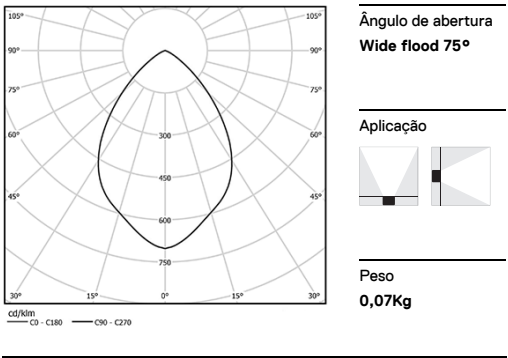 105° 105°
90° 90°
75° 75°
60° 60°
45° 45°
300
450
600
750
30° 15° 0° 15° 30°
cd/klm
C0 - C180 C90 - C270
Ângulo de abertura
Wide flood 75°
Aplicação
Peso
0,07Kg